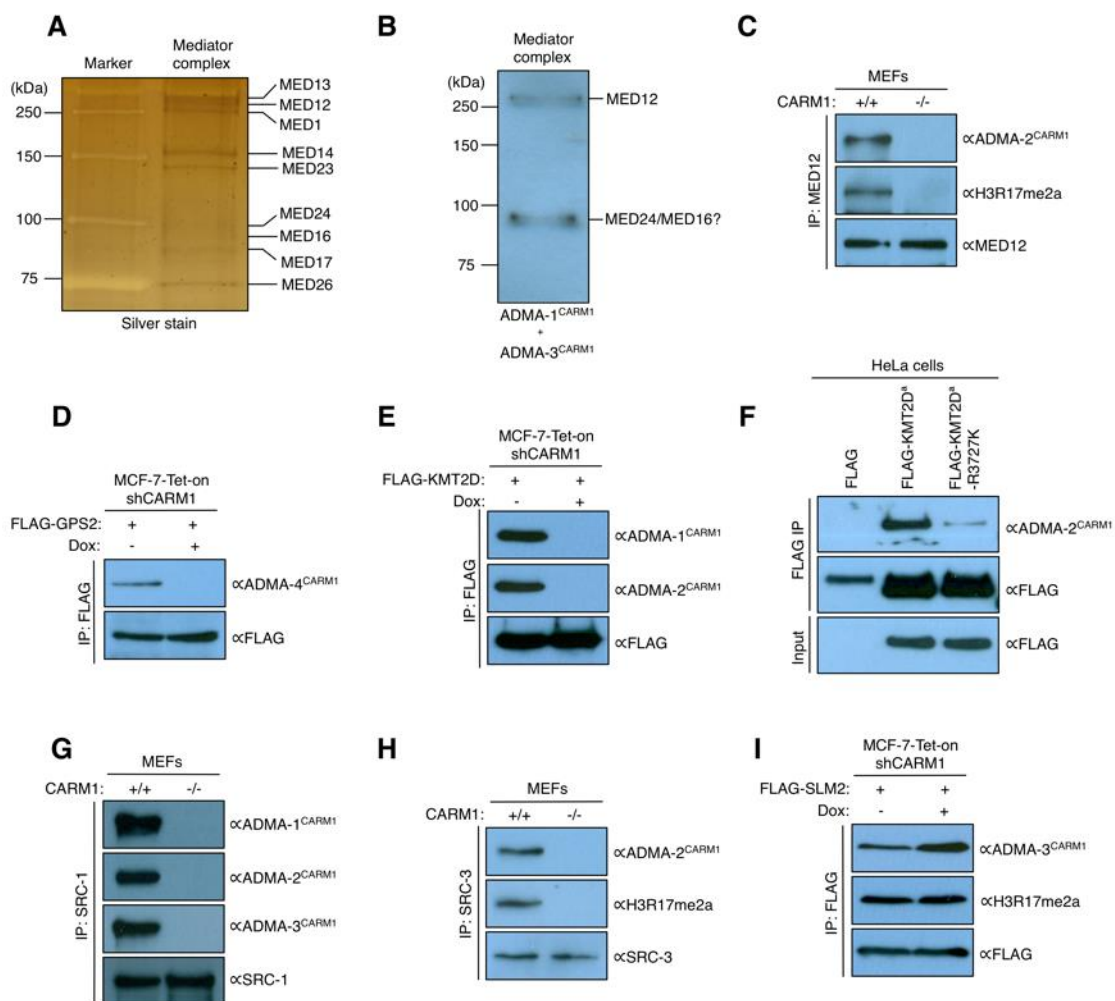 A
Marker
Mediator
complex
(kDa)
250
150
100
75
MED13
MED12
MED1
MED14
MED23
MED24
MED16
MED17
MED26
Silver stain
B
Mediator
complex
(kDa)
250
150
100
75
MED12
MED24/MED16?
ADMA-1CARM1
+
ADMA-3CARM1
C
MEFs
CARM1: +/+ -/-
IP: MED12
∝ADMA-2CARM1
∝H3R17me2a
∝MED12
D
MCF-7-Tet-on
shCARM1
FLAG-GPS2: + +
Dox: - +
IP: FLAG
∝ADMA-4CARM1
∝FLAG
E
MCF-7-Tet-on
shCARM1
FLAG-KMT2D: + +
Dox: - +
IP: FLAG
∝ADMA-1CARM1
∝ADMA-2CARM1
∝FLAG
F
HeLa cells
FLAG
FLAG-KMT2Da
FLAG-KMT2Da
-R3727K
FLAG IP
∝ADMA-2CARM1
∝FLAG
Input
∝FLAG
G
MEFs
CARM1: +/+ -/-
IP: SRC-1
∝ADMA-1CARM1
∝ADMA-2CARM1
∝ADMA-3CARM1
∝SRC-1
H
MEFs
CARM1: +/+ -/-
IP: SRC-3
∝ADMA-2CARM1
∝H3R17me2a
∝SRC-3
I
MCF-7-Tet-on
shCARM1
FLAG-SLM2: + +
Dox: - +
IP: FLAG
∝ADMA-3CARM1
∝H3R17me2a
∝FLAG